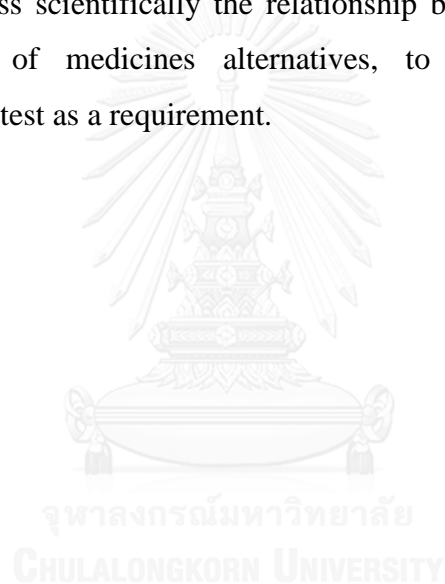 ss scientifically the relationship b
of medicines alternatives, to
test as a requirement.
จุฬาลงกรณ์มหาวิทยาลัย
CHULALONGKORN UNIVERSITY